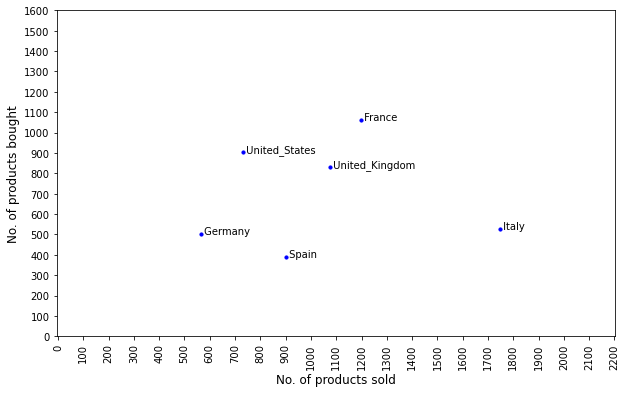 1600
1500
1400
1300
1200
1100
1000
900
800
700
600
500
400
300
200
100
0
No. of products bought
France
United_States
United_Kingdom
Germany
Italy
Spain
0 100 200 300 400 500 600 700 800 900 1000 1100 1200 1300 1400 1500 1600 1700 1800 1900 2000 2100 2200
No. of products sold